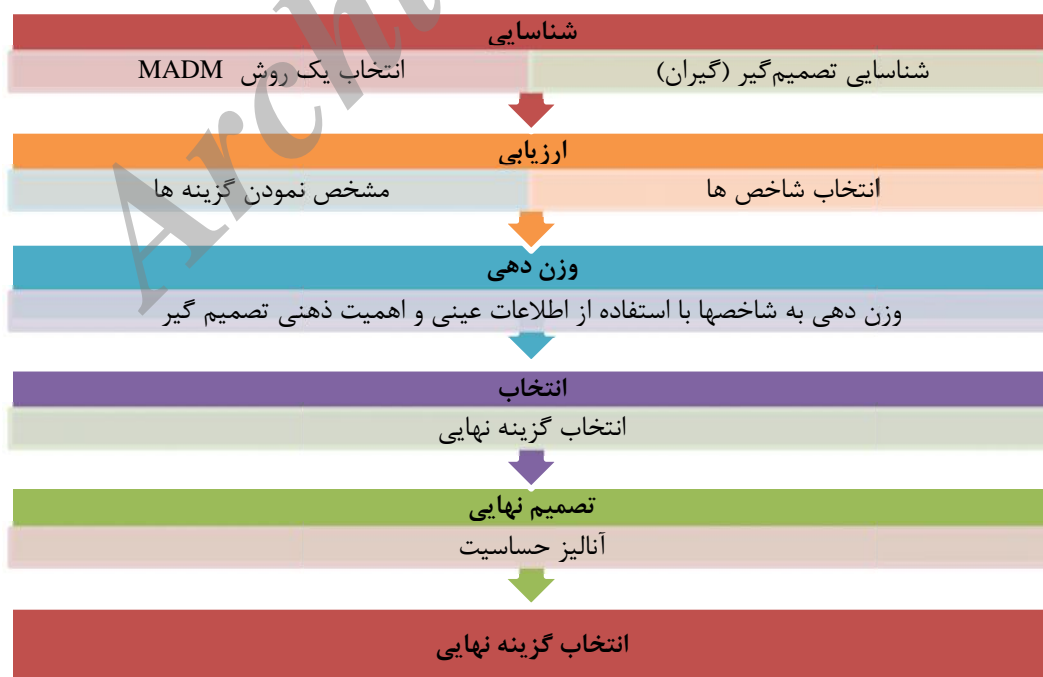 شناسایی
شناسایی تصمیم‌گیر (گیران)
انتخاب یک روش MADM
ارزیابی
انتخاب شاخص ها
مشخص نمودن گزینه ها
وزن دهی
وزن دهی به شاخصها با استفاده از اطلاعات عینی و اهمیت ذهنی تصمیم گیر
انتخاب
انتخاب گزینه نهایی
تصمیم نهایی
آنالیز حساسیت
انتخاب گزینه نهایی